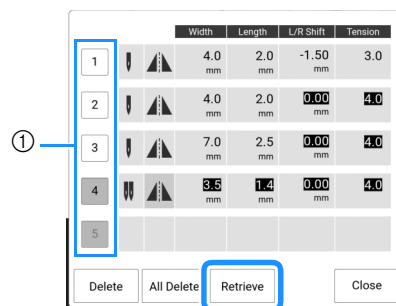 Width Length L/R Shift Tension
1 4.0 mm 2.0 mm -1.50 mm 3.0
2 4.0 mm 2.0 mm 0.00 mm 4.0
① 3 7.0 mm 2.5 mm 0.00 mm 4.0
4 3.5 mm 1.4 mm 0.00 mm 4.0
5
Delete All Delete Retrieve Close